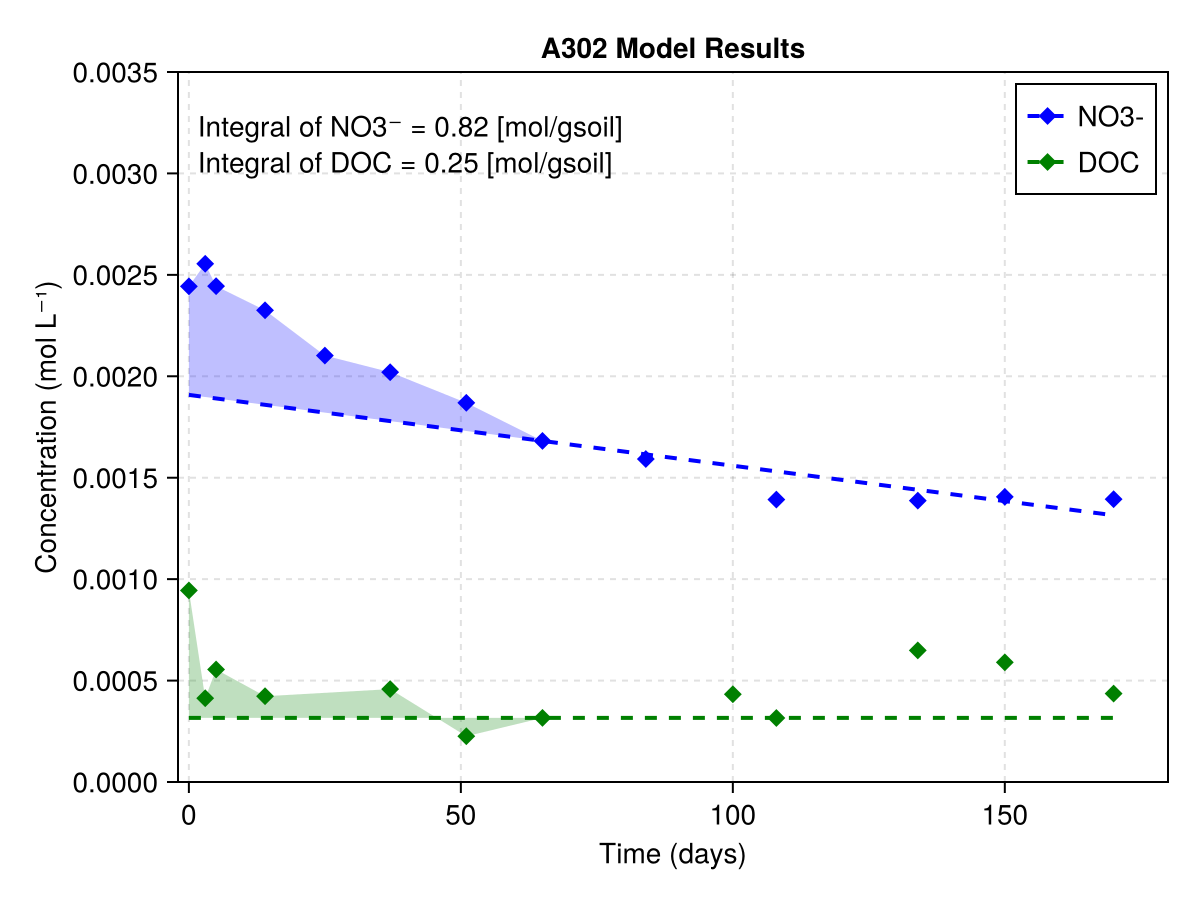 A302 Model Results
0.0035
0.0030
0.0025
0.0020
0.0015
0.0010
0.0005
0.0000
Concentration (mol L⁻¹)
Integral of NO3⁻ = 0.82 [mol/gsoil]
Integral of DOC = 0.25 [mol/gsoil]
NO3-
DOC
0 50 100 150
Time (days)